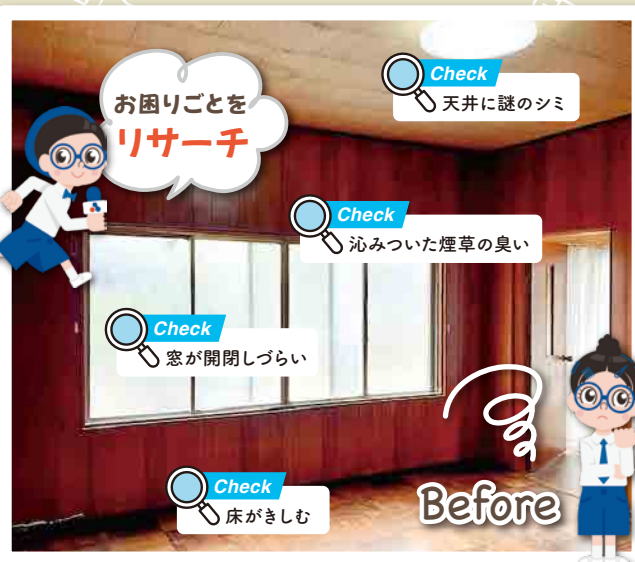 お困りごとを
リサーチ
Check
天井に謎のシミ
Check
沁みついた煙草の臭い
Check
窓が開閉しづらい
Check
床がきしむ
Before